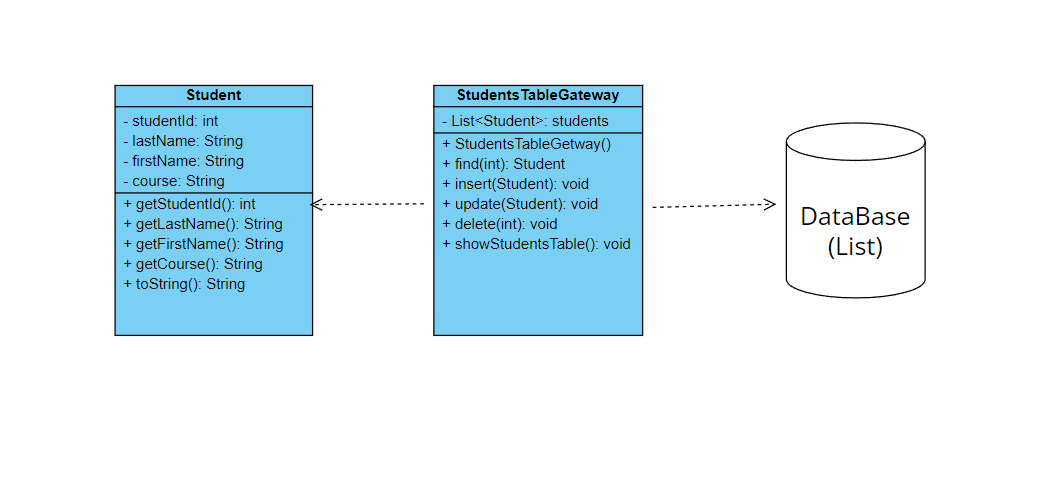 Student
- studentId: int
- lastName: String
- firstName: String
- course: String
+ getStudentId(): int
+ getLastName(): String
+ getFirstName(): String
+ getCourse(): String
+ toString(): String
StudentsTableGateway
- List<Student>: students
+ StudentsTableGetway()
+ find(int): Student
+ insert(Student): void
+ update(Student): void
+ delete(int): void
+ showStudentsTable(): void
DataBase
(List)